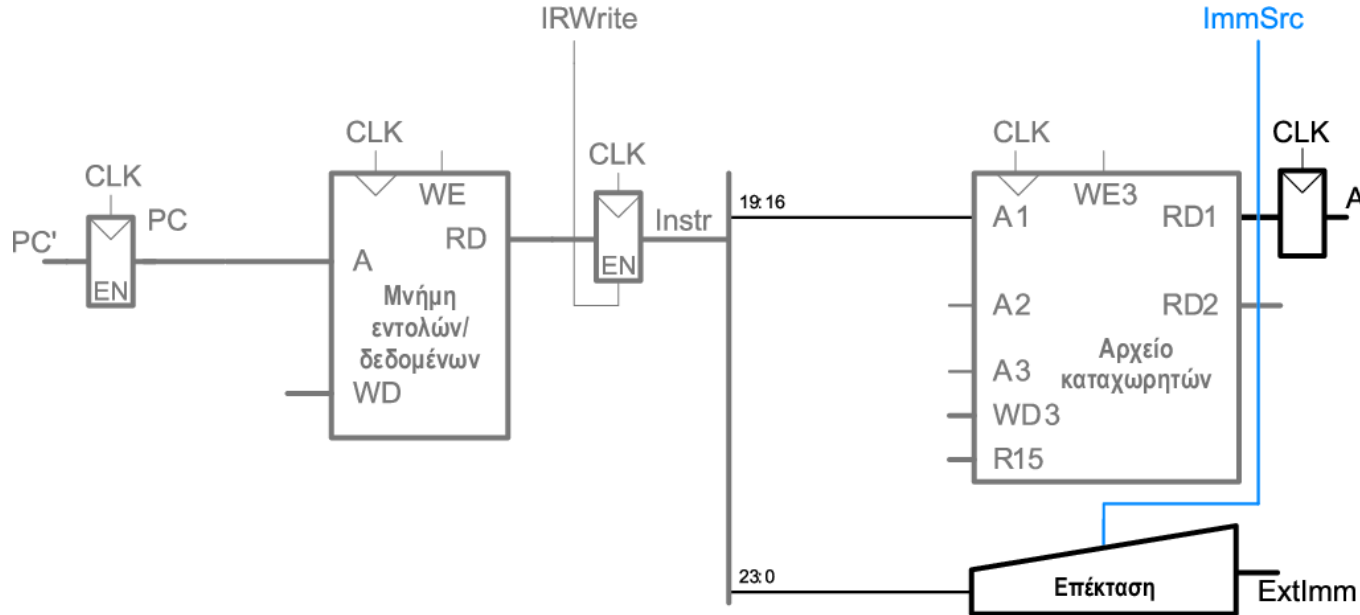 IRWrite
ImmSrc
CLK
CLK
CLK
CLK
CLK
PC'
PC
EN
WE
RD
A
Μνήμη
εντολών/
δεδομένων
WD
EN
Instr
19:16
A1
WE3
RD1
A
A2
RD2
A3
Αρχείο
καταχωρητών
WD3
R15
23:0
Επέκταση
ExtImm